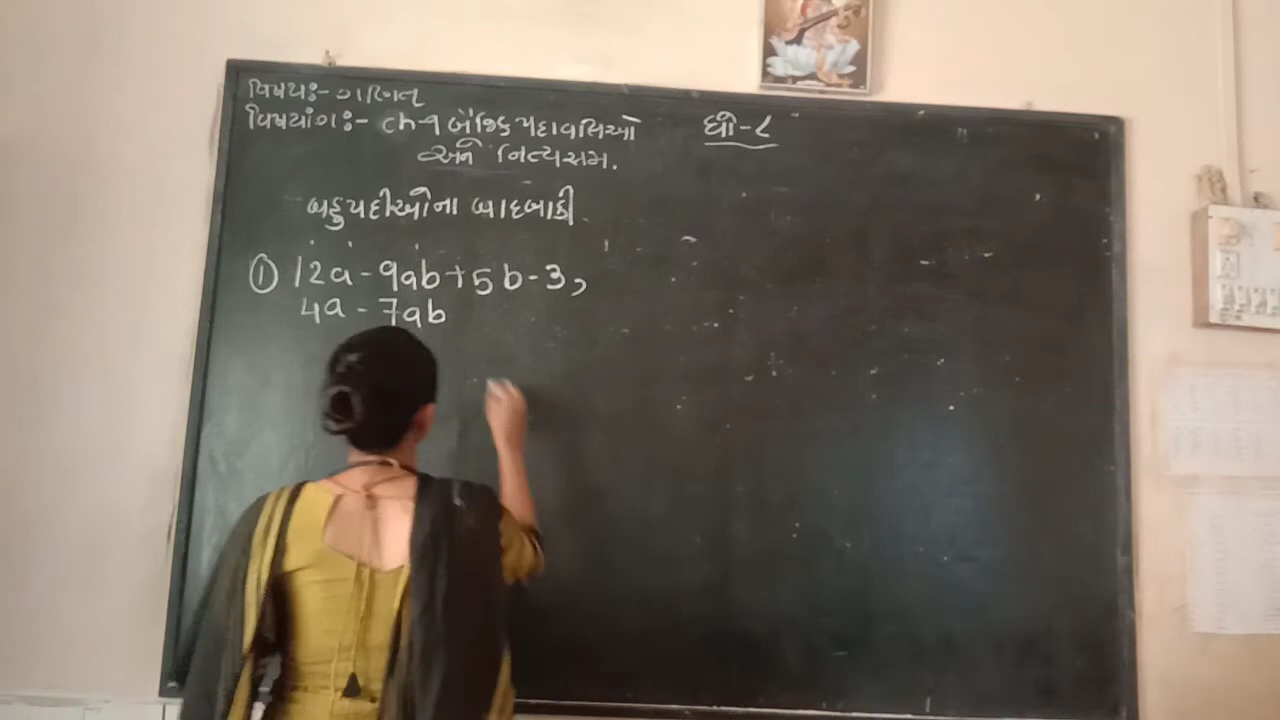 વિષય:- ગણિત
વિષયાંગ:- ch-9 બૈજિક પદાવલિઓ
અને નિત્યસમ.
ધો-૮
બહુપદીઓના બાદબાકી
① 12a - 9ab + 5b - 3,
4a - 7ab